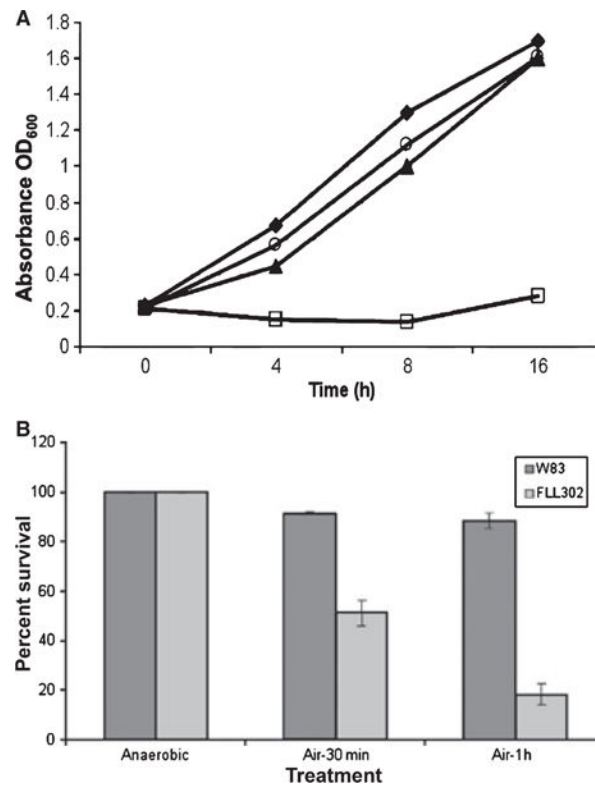 A
Absorbance OD600
1.8
1.6
1.4
1.2
1
0.8
0.6
0.4
0.2
0
0 4 8 16
Time (h)
B
Percent survival
120
100
80
60
40
20
0
W83
FLL302
Anaerobic Air-30 min Air-1h
Treatment